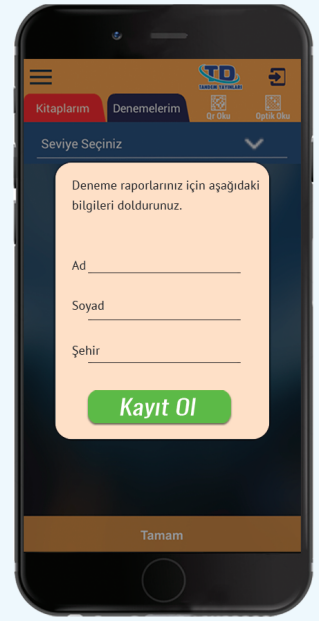 TD
TANDEM YAYINLARI
Kitaplarım
Denemelerim
Qr Oku
Optik Oku
Seviye Seçiniz
Deneme raporlarınız için aşağıdaki
bilgileri doldurunuz.
Ad
Soyad
Şehir
Kayıt Ol
Tamam